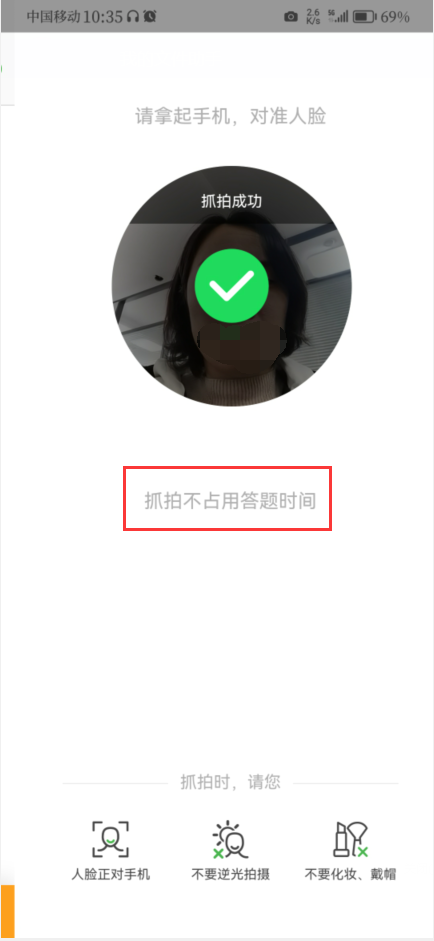 中国移动 10:35 2.6 K/s 5G 69%
请拿起手机，对准人脸
抓拍成功
抓拍不占用答题时间
抓拍时，请您
人脸正对手机 不要逆光拍摄 不要化妆、戴帽